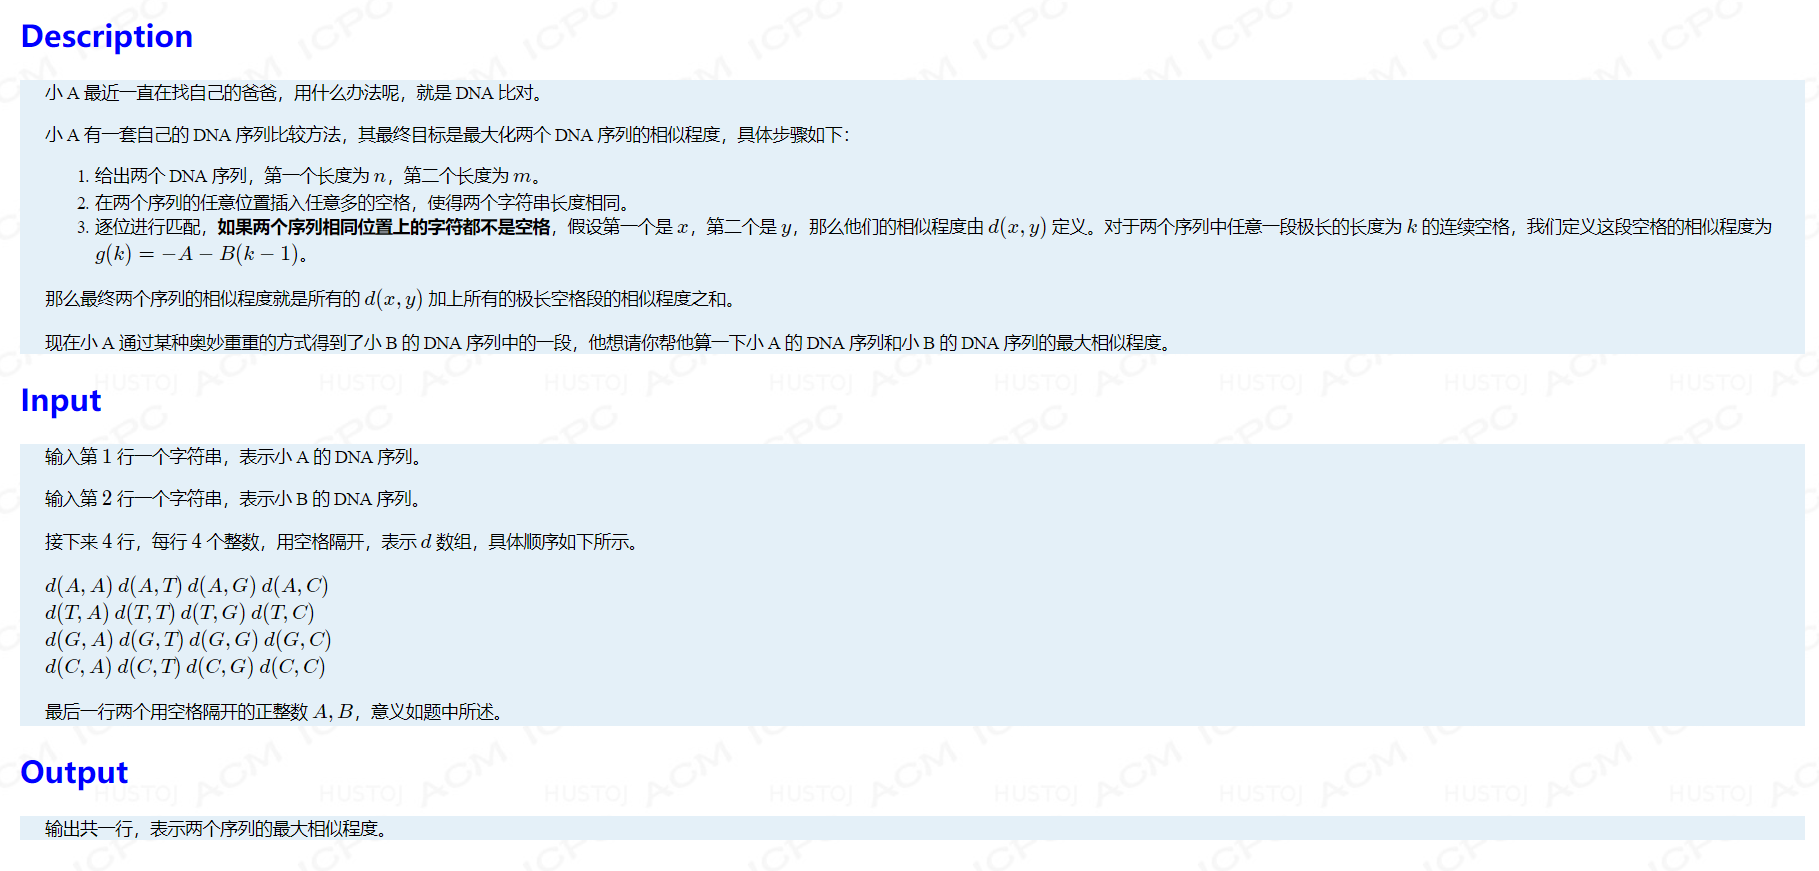 Description
小 A 最近一直在找自己的爸爸，用什么办法呢，就是 DNA 比对。
小 A 有一套自己的 DNA 序列比较方法，其最终目标是最大化两个 DNA 序列的相似程度，具体步骤如下：
1. 给出两个 DNA 序列，第一个长度为 n，第二个长度为 m。
2. 在两个序列的任意位置插入任意多的空格，使得两个字符串长度相同。
3. 逐位进行匹配，如果两个序列相同位置上的字符都不是空格，假设第一个是 x，第二个是 y，那么他们的相似程度由 d(x, y) 定义。对于两个序列中任意一段极长的长度为 k 的连续空格，我们定义这段空格的相似程度为
g(k) = −A − B(k − 1)。
那么最终两个序列的相似程度就是所有的 d(x, y) 加上所有的极长空格段的相似程度之和。
现在小 A 通过某种奥妙重重的方式得到了小 B 的 DNA 序列中的一段，他想请你帮他算一下小 A 的 DNA 序列和小 B 的 DNA 序列的最大相似程度。
Input
输入第 1 行一个字符串，表示小 A 的 DNA 序列。
输入第 2 行一个字符串，表示小 B 的 DNA 序列。
接下来 4 行，每行 4 个整数，用空格隔开，表示 d 数组，具体顺序如下所示。
d(A, A) d(A, T) d(A, G) d(A, C)
d(T, A) d(T, T) d(T, G) d(T, C)
d(G, A) d(G, T) d(G, G) d(G, C)
d(C, A) d(C, T) d(C, G) d(C, C)
最后一行两个用空格隔开的正整数 A, B，意义如题中所述。
Output
输出共一行，表示两个序列的最大相似程度。
HUSTOJ
ACM
ICPC